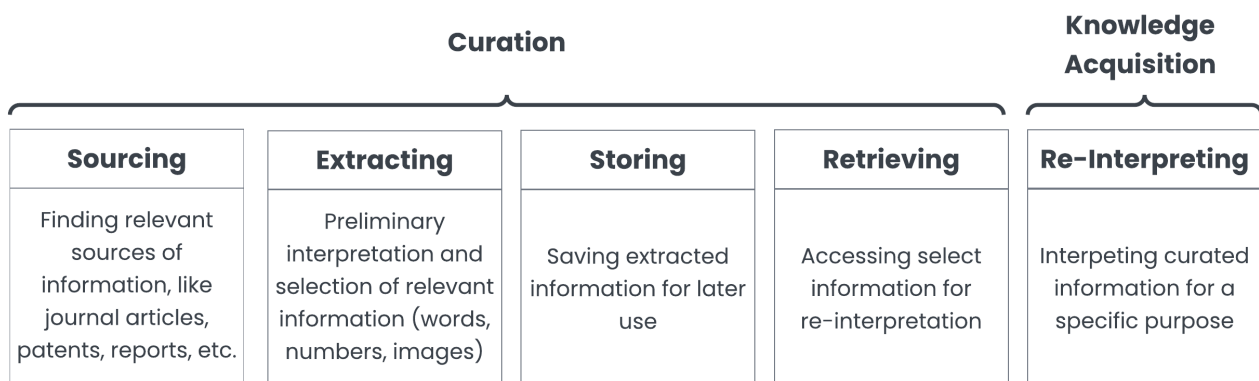 Curation
Knowledge
Acquisition
Sourcing
Finding relevant
sources of
information, like
journal articles,
patents, reports, etc.
Extracting
Preliminary
interpretation and
selection of relevant
information (words,
numbers, images)
Storing
Saving extracted
information for later
use
Retrieving
Accessing select
information for
re-interpretation
Re-Interpreting
Interpeting curated
information for a
specific purpose